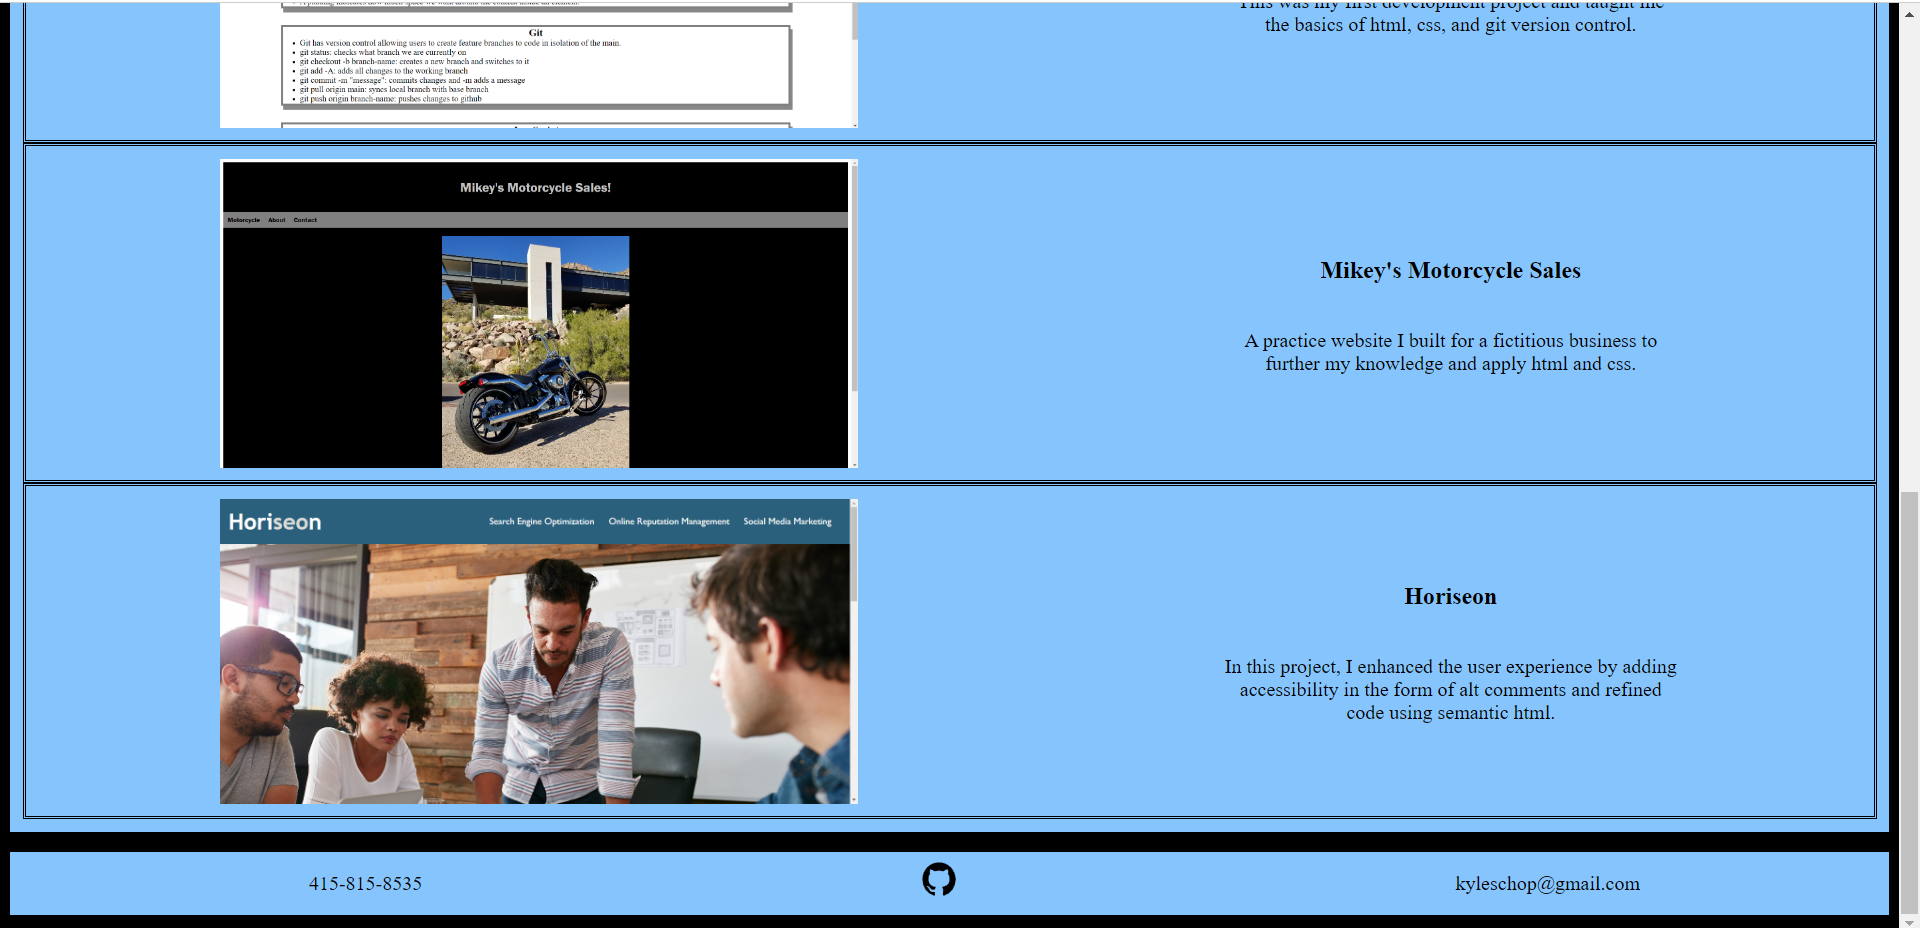 This was my first development project and taught me
the basics of html, css, and git version control.
Git
Git has version control allowing users to create feature branches to code in isolation of the main.
git status: checks what branch we are currently on
git checkout -b branch-name: creates a new branch and switches to it
git add -A: adds all changes to the working branch
git commit -m "message": commits changes and -m adds a message
git pull origin main: syncs local branch with base branch
git push origin branch-name: pushes changes to github
Mikey's Motorcycle Sales!
Motorcycle About Contact
Mikey's Motorcycle Sales
A practice website I built for a fictitious business to
further my knowledge and apply html and css.
Horiseon
Search Engine Optimization Online Reputation Management Social Media Marketing
Horiseon
In this project, I enhanced the user experience by adding
accessibility in the form of alt comments and refined
code using semantic html.
415-815-8535
kyleschop@gmail.com